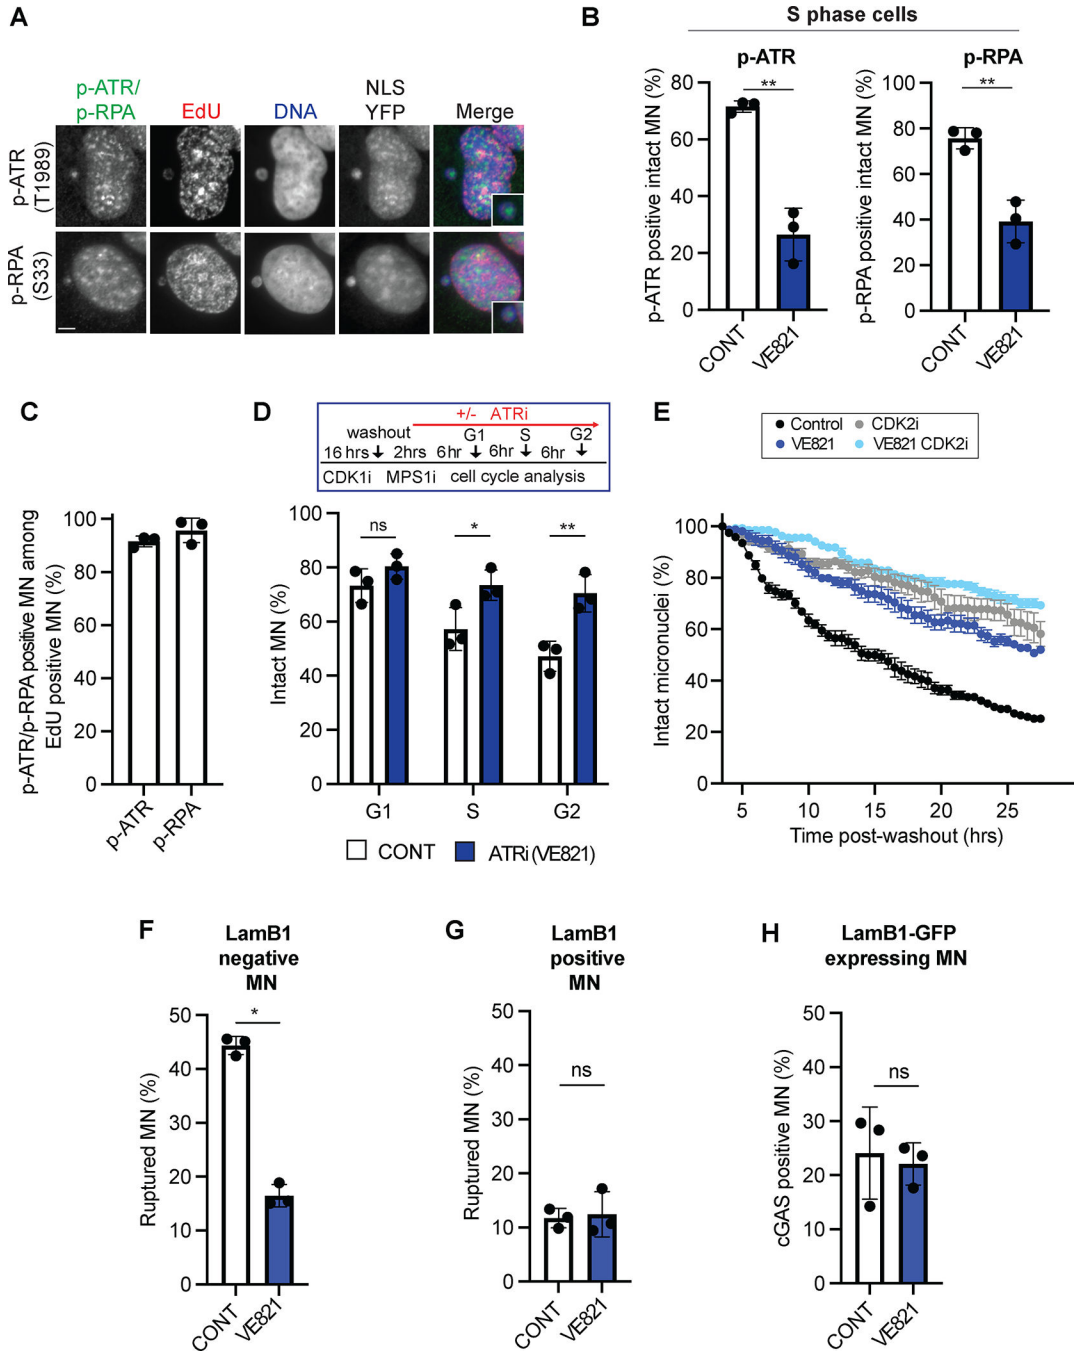 A
p-ATR/
p-RPA
EdU
DNA
NLS
YFP
Merge
p-ATR
(T1989)
p-RPA
(S33)
B
S phase cells
p-ATR
p-ATR positive intact MN (%)
80
60
40
20
0
**
CONT
VE821
p-RPA
p-RPA positive intact MN (%)
100
80
60
40
60
0
**
CONT
VE821
C
p-ATR/p-RPA positive MN among
EdU positive MN (%)
100
80
60
40
20
0
p-ATR
p-RPA
D
+/- ATRi
washout G1 S G2
16 hrs 2hrs 6hr 6hr 6hr
CDK1i MPS1i cell cycle analysis
Intact MN (%)
100
80
60
40
20
0
ns
*
**
G1 S G2
CONT ATRi (VE821)
E
Control CDK2i
VE821 VE821 CDK2i
Intact micronuclei (%)
100
80
60
40
20
0
5 10 15 20 25
Time post-washout (hrs)
F
LamB1
negative
MN
Ruptured MN (%)
50
40
30
20
10
0
*
CONT
VE821
G
LamB1
positive
MN
Ruptured MN (%)
50
40
30
20
10
0
ns
CONT
VE821
H
LamB1-GFP
expressing MN
cGAS positive MN (%)
50
40
30
20
10
0
ns
CONT
VE821